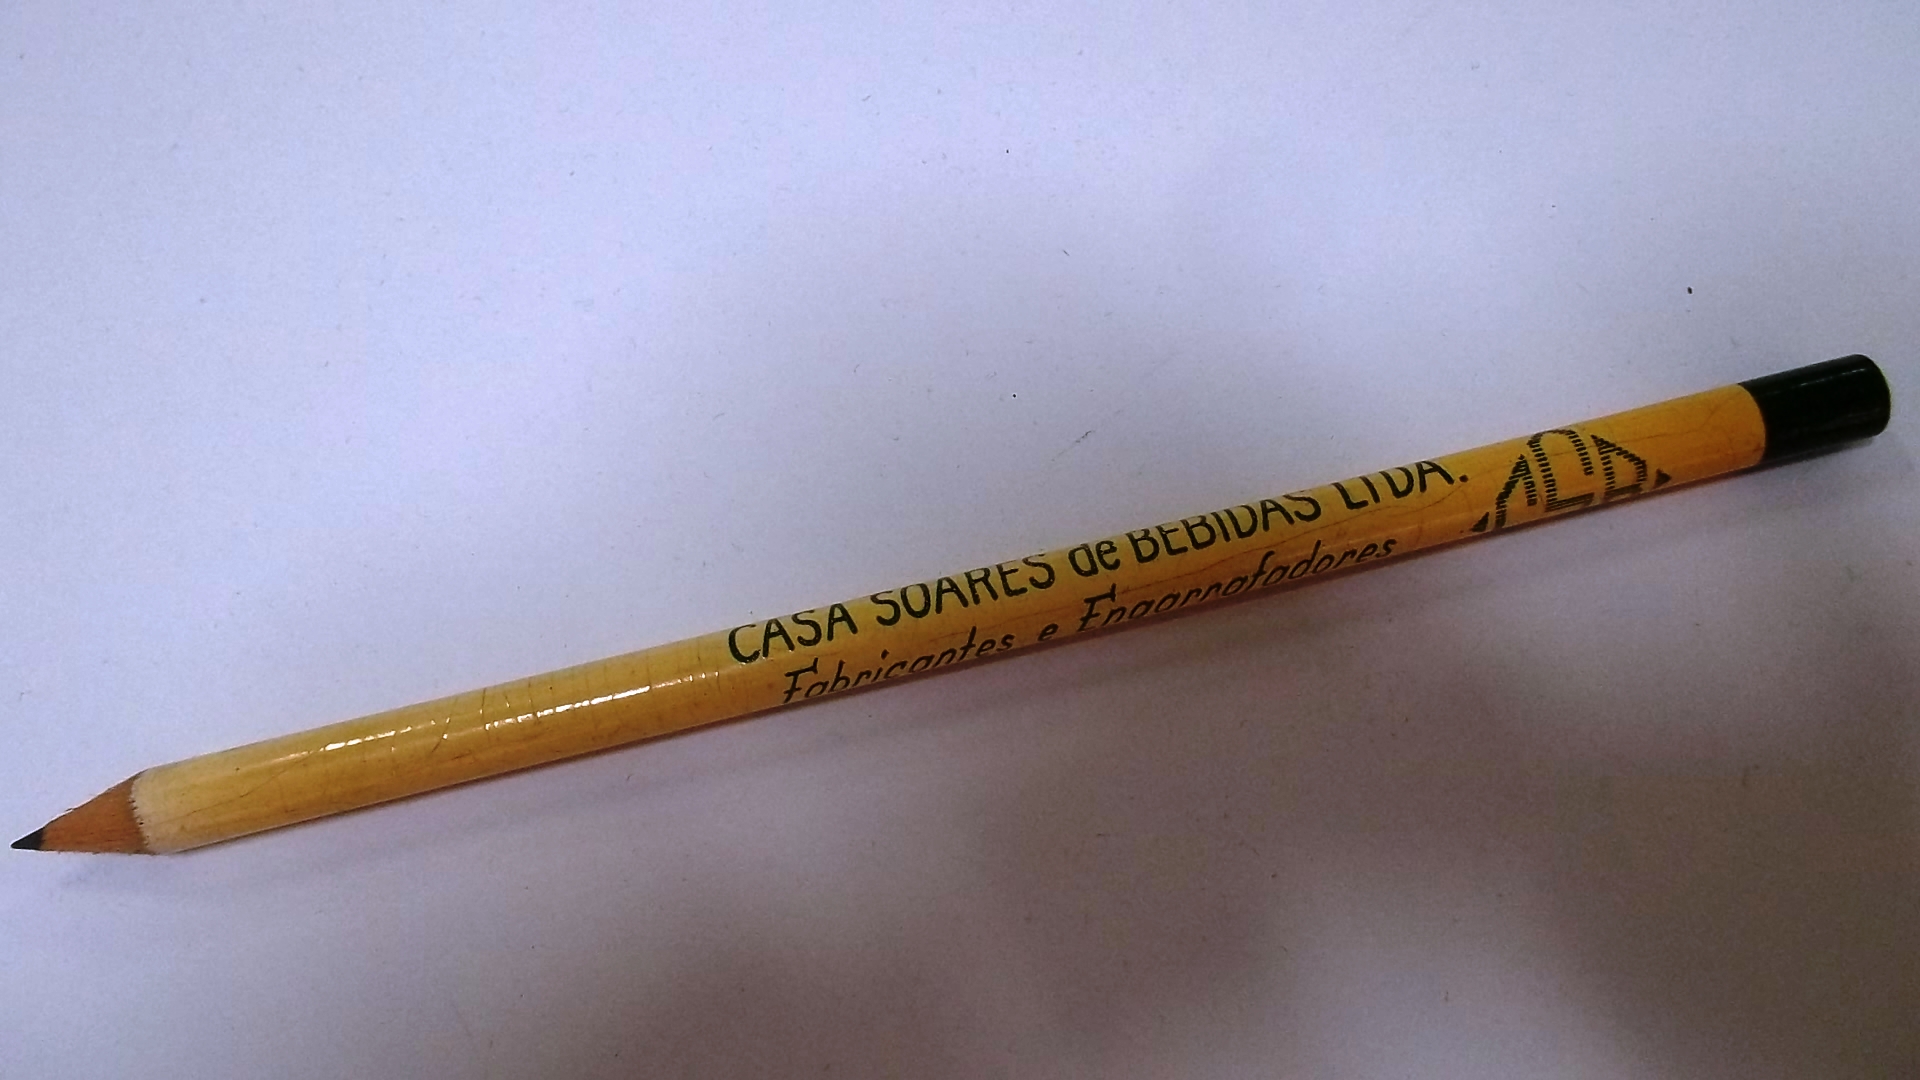 CASA SOARES de BEBIDAS LTDA.
Fabricantes e Engarrafadores